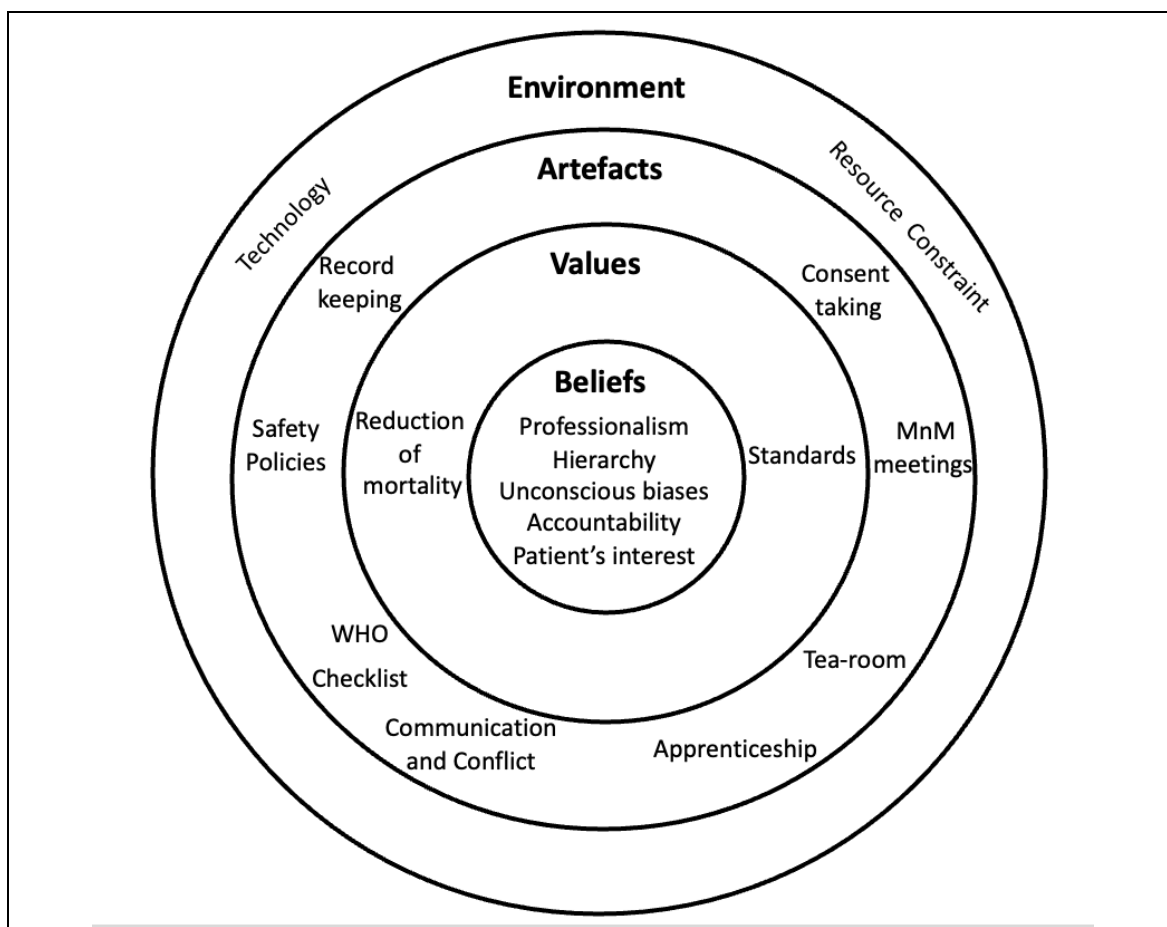 Environment
Technology
Resource Constraint
Artefacts
Record
keeping
Consent
taking
Safety
Policies
MnM
meetings
WHO
Checklist
Tea-room
Communication
and Conflict
Apprenticeship
Values
Reduction
of
mortality
Standards
Beliefs
Professionalism
Hierarchy
Unconscious biases
Accountability
Patient’s interest